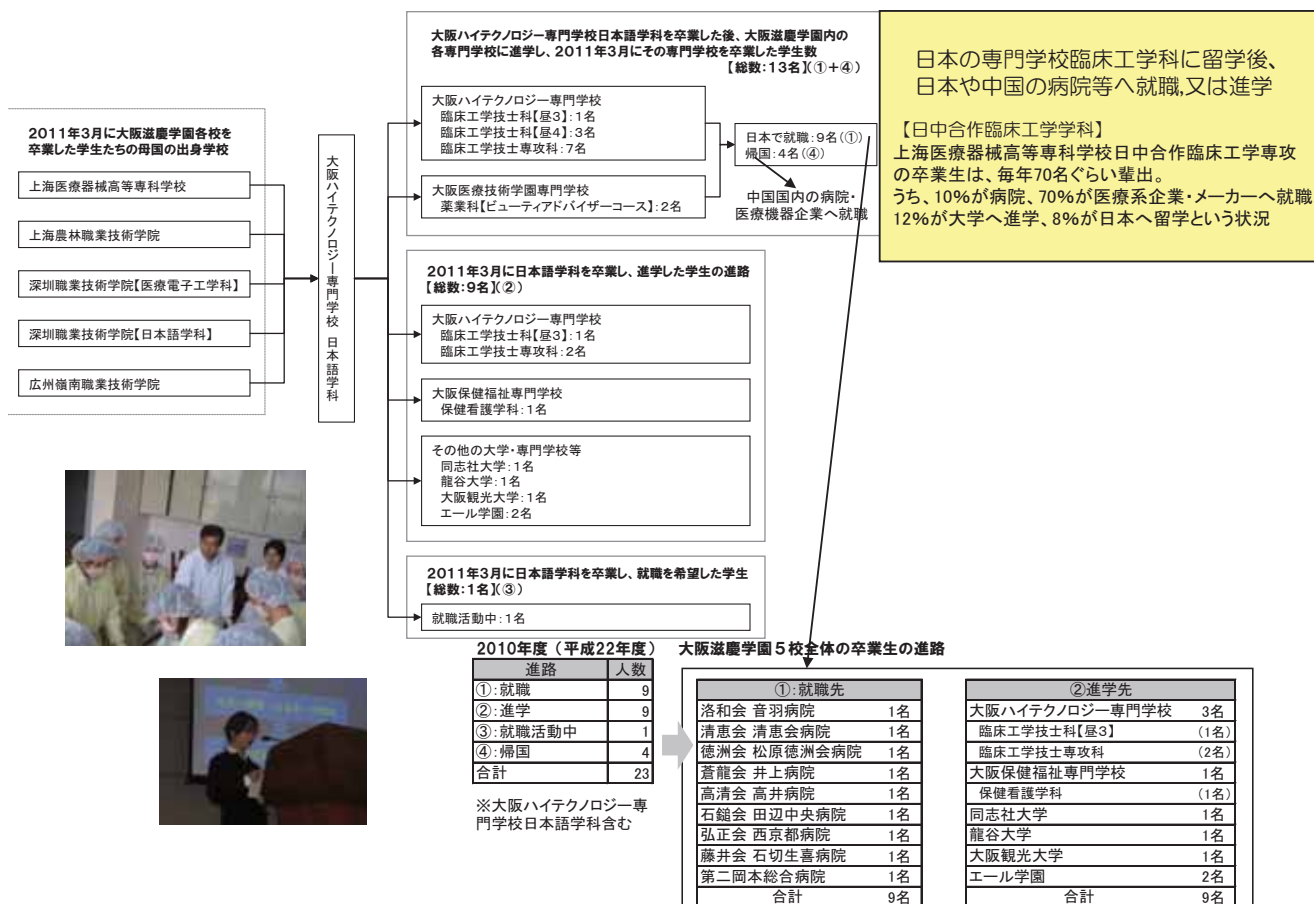 2011年3月に大阪滋慶学園各校を
卒業した学生たちの母国の出身学校
上海医療器械高等専科学校
上海農林職業技術学院
深圳職業技術学院【医療電子工学科】
深圳職業技術学院【日本語学科】
広州嶺南職業技術学院
大阪ハイテクノロジー専門学校 日本語学科
大阪ハイテクノロジー専門学校日本語学科を卒業した後、大阪滋慶学園内の
各専門学校に進学し、2011年3月にその専門学校を卒業した学生数
【総数:13名】(①+④)
大阪ハイテクノロジー専門学校
臨床工学技士科【昼3】:1名
臨床工学技士科【昼4】:3名
臨床工学技士専攻科:7名
大阪医療技術学園専門学校
薬業科【ビューティアドバイザーコース】:2名
日本で就職:9名(①)
帰国:4名(④)
中国国内の病院・
医療機器企業へ就職
2011年3月に日本語学科を卒業し、進学した学生の進路
【総数:9名】(②)
大阪ハイテクノロジー専門学校
臨床工学技士科【昼3】:1名
臨床工学技士専攻科:2名
大阪保健福祉専門学校
保健看護学科:1名
その他の大学・専門学校等
同志社大学:1名
龍谷大学:1名
大阪観光大学:1名
エール学園:2名
2011年3月に日本語学科を卒業し、就職を希望した学生
【総数:1名】(③)
就職活動中:1名
日本の専門学校臨床工学科に留学後、
日本や中国の病院等へ就職,又は進学
【日中合作臨床工学学科】
上海医療器械高等専科学校日中合作臨床工学専攻
の卒業生は、毎年70名ぐらい輩出。
うち、10%が病院、70%が医療系企業・メーカーへ就職
12%が大学へ進学、8%が日本へ留学という状況
2010年度(平成22年度) 大阪滋慶学園5校全体の卒業生の進路
進路 人数
①:就職 9
②:進学 9
③:就職活動中 1
④:帰国 4
合計 23
※大阪ハイテクノロジー専
門学校日本語学科含む
①:就職先
洛和会 音羽病院 1名
清恵会 清恵会病院 1名
徳洲会 松原徳洲会病院 1名
蒼龍会 井上病院 1名
高清会 高井病院 1名
石鎚会 田辺中央病院 1名
弘正会 西京都病院 1名
藤井会 石切生喜病院 1名
第二岡本総合病院 1名
合計 9名
②進学先
大阪ハイテクノロジー専門学校 3名
臨床工学技士科【昼3】 (1名)
臨床工学技士専攻科 (2名)
大阪保健福祉専門学校 1名
保健看護学科 (1名)
同志社大学 1名
龍谷大学 1名
大阪観光大学 1名
エール学園 2名
合計 9名